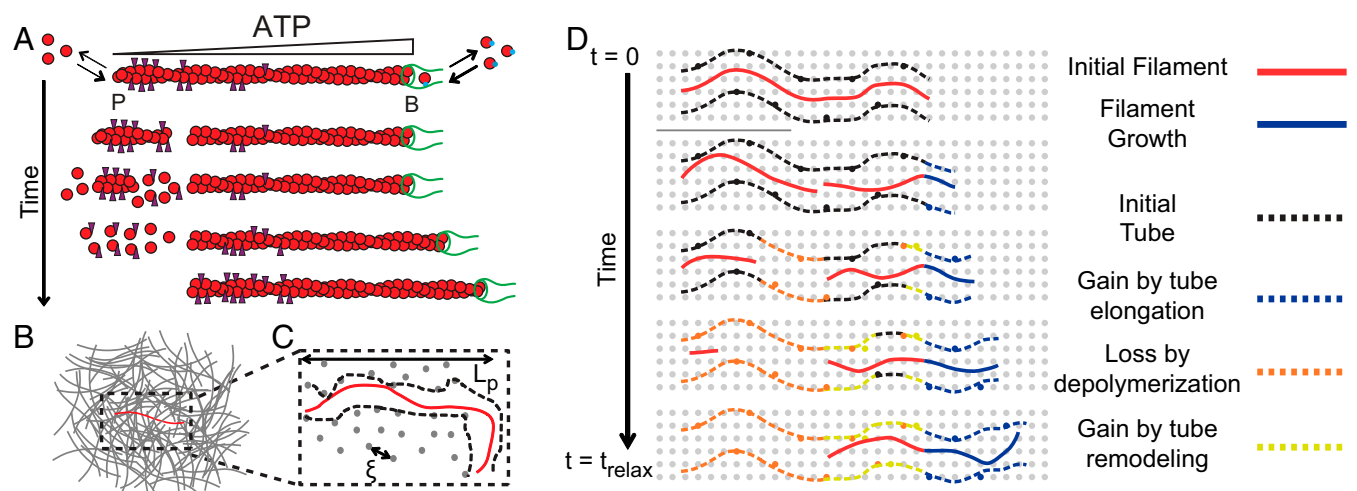 A
ATP
P
B
Time
B
C
Lp
ξ
D
t = 0
Time
t = trelax
Initial Filament
Filament
Growth
Initial
Tube
Gain by tube
elongation
Loss by
depolymerization
Gain by tube
remodeling